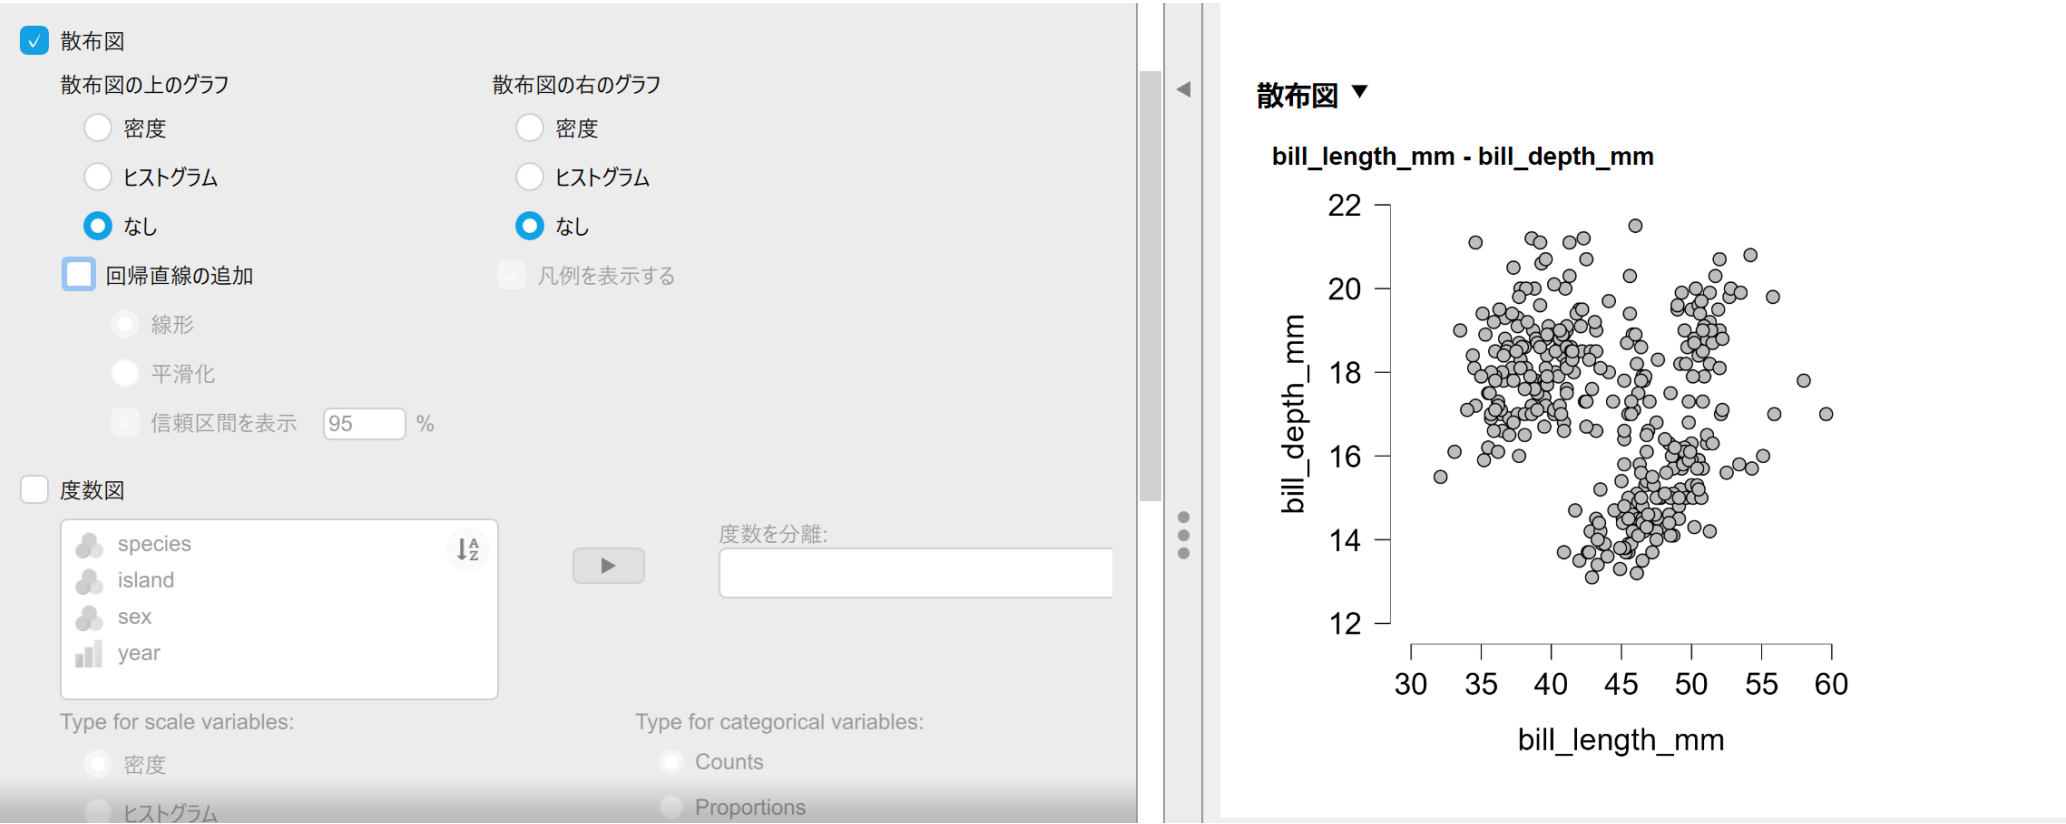 散布図
散布図の上のグラフ
密度
ヒストグラム
なし
回帰直線の追加
線形
平滑化
信頼区間を表示 95 %
散布図の右のグラフ
密度
ヒストグラム
なし
凡例を表示する
度数図
species
island
sex
year
A
Z
度数を分離:
Type for scale variables:
密度
ヒストグラム
Type for categorical variables:
Counts
Proportions
散布図
bill_length_mm - bill_depth_mm
22
20
18
16
14
12
bill_depth_mm
30 35 40 45 50 55 60
bill_length_mm